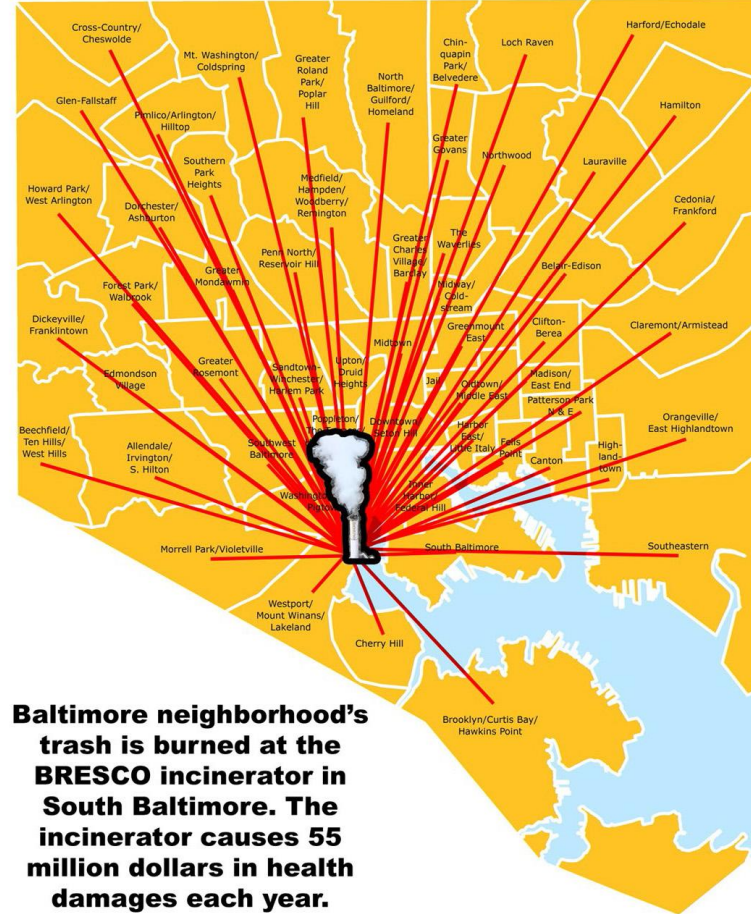 Cross-Country/
Cheswolde
Mt. Washington/
Coldspring
Greater
Roland
Park/
Poplar
Hill
North
Baltimore/
Guilford/
Homeland
Chin-
quapin
Park/
Belvedere
Loch Raven
Harford/Echodale
Glen-Fallstaff
Pimlico/Arlington/
Hilltop
Hamilton
Greater
Govans
Northwood
Lauraville
Southern
Park
Heights
Howard Park/
West Arlington
Medfield/
Hampden/
Woodberry/
Remington
Cedonia/
Frankford
Dorchester/
Ashburton
The
Waverlies
Greater
Charles
Village/
Barclay
Penn North/
Reservoir Hill
Greater
Mondawmin
Belair-Edison
Forest Park/
Walbrook
Midway/
Cold-
stream
Dickeyville/
Franklintown
Greenmount
East
Clifton-
Berea
Claremont/Armistead
Midtown
Edmondson
Village
Greater
Rosemont
Sandtown-
Winchester/
Harlem Park
Upton/
Druid
Heights
Jail
Oldtown/
Middle East
Madison/
East End
Patterson Park
N & E
Orangeville/
East Highlandtown
Poppleton/
The
Downtown/
Seton Hill
Harbor
East/
Little Italy
Fells
Point
High-
land-
town
Beechfield/
Ten Hills/
West Hills
Allendale/
Irvington/
S. Hilton
Southwest
Baltimore
Canton
Washington
Pigtown
Inner
Harbor/
Federal Hill
Morrell Park/Violetville
South Baltimore
Southeastern
Westport/
Mount Winans/
Lakeland
Cherry Hill
Brooklyn/Curtis Bay/
Hawkins Point
Baltimore neighborhood's
trash is burned at the
BRESCO incinerator in
South Baltimore. The
incinerator causes 55
million dollars in health
damages each year.